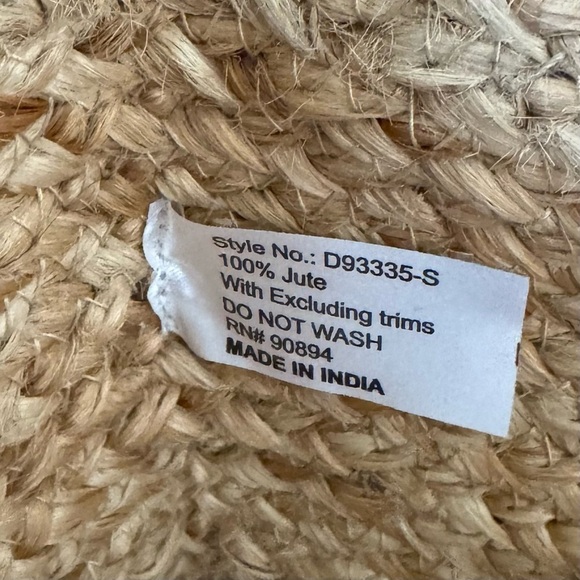 Style No.: D93335-S
100% Jute
With Excluding trims
DO NOT WASH
RN# 90894
MADE IN INDIA